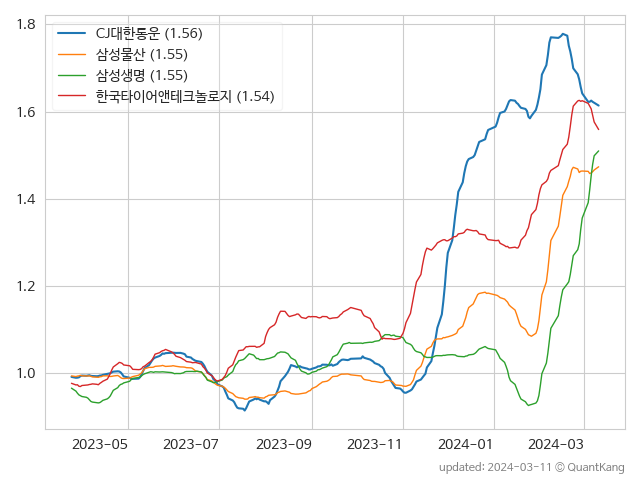 1.8
CJ대한통운 (1.56)
삼성물산 (1.55)
삼성생명 (1.55)
한국타이어앤테크놀로지 (1.54)
1.6
1.4
1.2
1.0
2023-05 2023-07 2023-09 2023-11 2024-01 2024-03
updated: 2024-03-11 © QuantKang